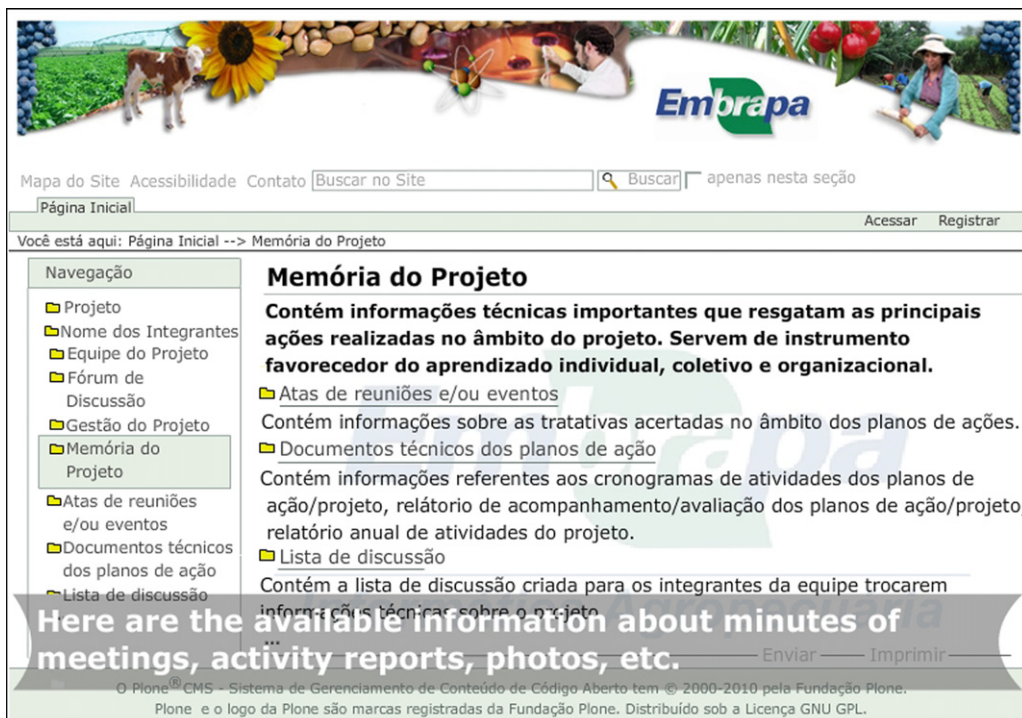 Embrapa
Mapa do Site Acessibilidade Contato Buscar no Site Buscar apenas nesta seção
Página Inicial
Acessar Registrar
Você está aqui: Página Inicial --> Memória do Projeto
Navegação
Projeto
Nome dos Integrantes
Equipe do Projeto
Fórum de
Discussão
Gestão do Projeto
Memória do
Projeto
Atas de reuniões
e/ou eventos
Documentos técnicos
dos planos de ação
Lista de discussão
Memória do Projeto
Contém informações técnicas importantes que resgatam as principais
ações realizadas no âmbito do projeto. Servem de instrumento
favorecedor do aprendizado individual, coletivo e organizacional.
Atas de reuniões e/ou eventos
Contém informações sobre as tratativas acertadas no âmbito dos planos de ações.
Documentos técnicos dos planos de ação
Contém informações referentes aos cronogramas de atividades dos planos de
ação/projeto, relátorio de acompanhamento/avaliação dos planos de ação/projeto,
relatório anual de atividades do projeto.
Lista de discussão
Contém a lista de discussão criada para os integrantes da equipe trocarem
informações técnicas sobre o projeto
...
Embrapa
Agropecuária
Here are the available information about minutes of
meetings, activity reports, photos, etc.
Enviar Imprimir
O Plone® CMS - Sistema de Gerenciamento de Conteúdo de Código Aberto tem © 2000-2010 pela Fundação Plone.
Plone e o logo da Plone são marcas registradas da Fundação Plone. Distribuído sob a Licença GNU GPL.